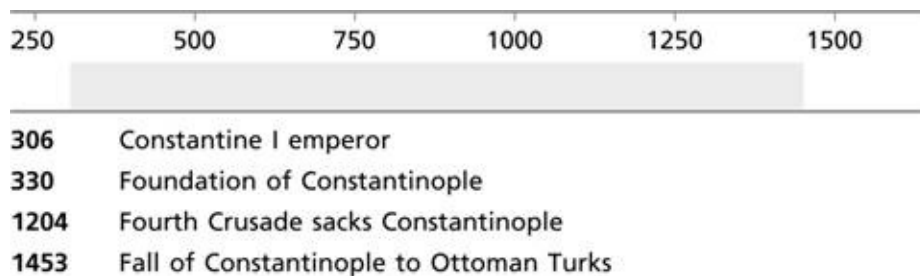 250 500 750 1000 1250 1500
306 Constantine I emperor
330 Foundation of Constantinople
1204 Fourth Crusade sacks Constantinople
1453 Fall of Constantinople to Ottoman Turks